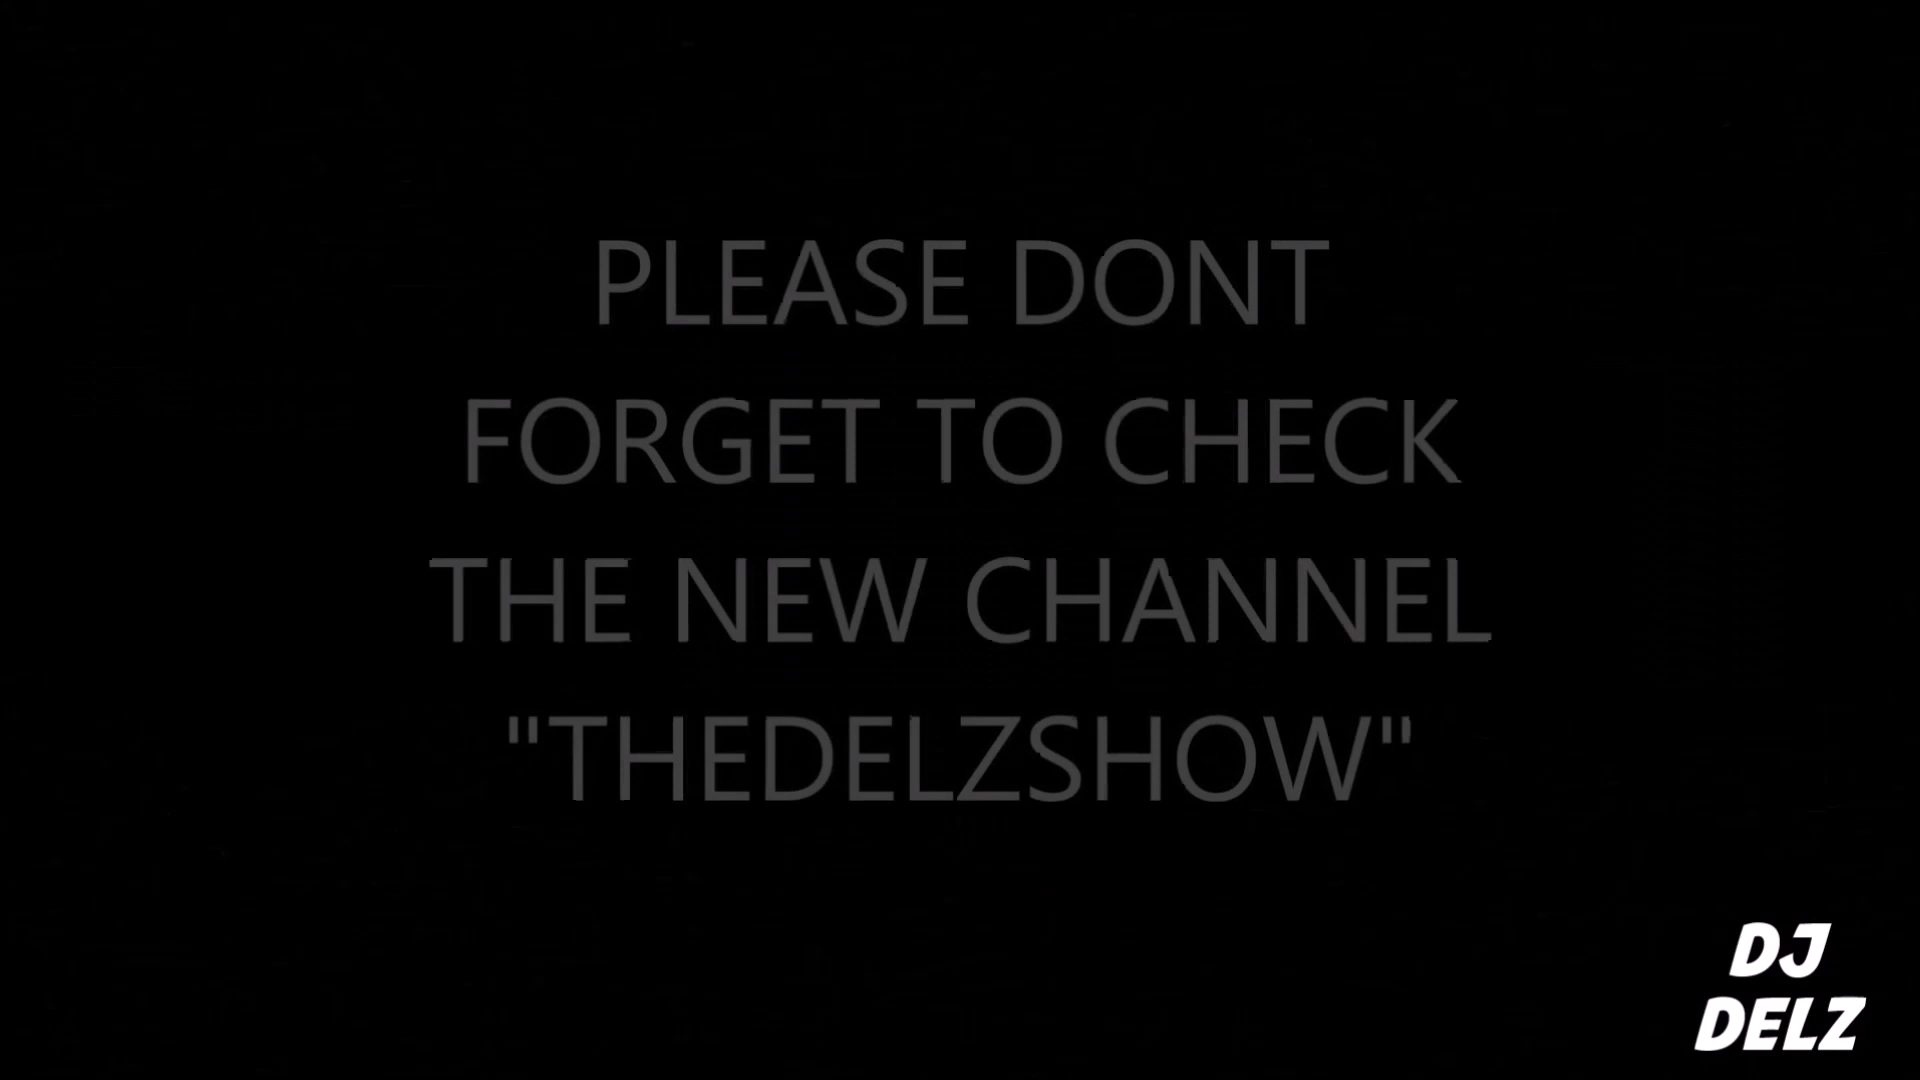 PLEASE DONT
FORGET TO CHECK
THE NEW CHANNEL
"THEDELZSHOW"
DJ
DELZ